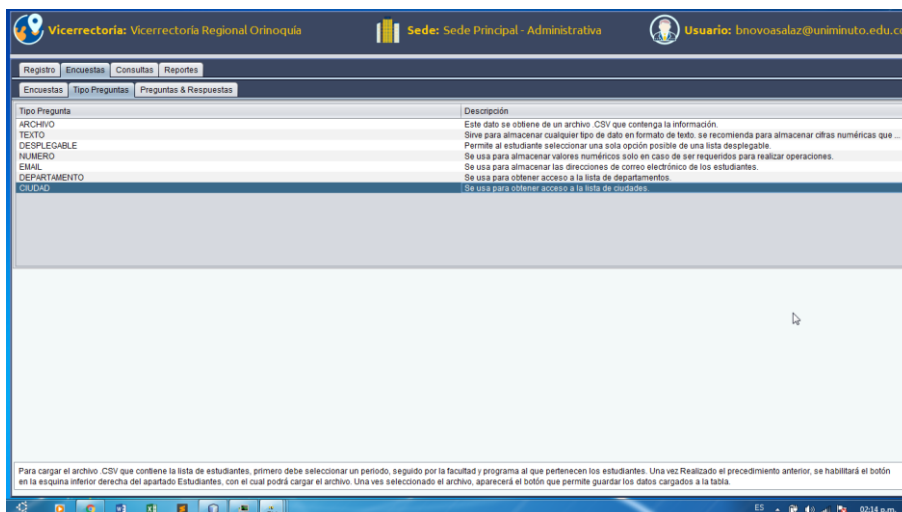 Vicerrectoría: Vicerrectoría Regional Orinoquía Sede: Sede Principal - Administrativa Usuario: bnovoasalaz@uniminuto.edu.co
Registro Encuestas Consultas Reportes
Encuestas Tipo Preguntas Preguntas & Respuestas
Tipo Pregunta Descripción
ARCHIVO Este dato se obtiene de un archivo .CSV que contenga la información.
TEXTO Sirve para almacenar cualquier tipo de dato en formato de texto. se recomienda para almacenar cifras numéricas que ...
DESPLEGABLE Permite al estudiante seleccionar una sola opción posible de una lista desplegable.
NUMERO Se usa para almacenar valores numéricos solo en caso de ser requeridos para realizar operaciones.
EMAIL Se usa para almacenar las direcciones de correo electrónico de los estudiantes.
DEPARTAMENTO Se usa para obtener acceso a la lista de departamentos.
CIUDAD Se usa para obtener acceso a la lista de ciudades.
Para cargar el archivo .CSV que contiene la lista de estudiantes, primero debe seleccionar un periodo, seguido por la facultad y programa al que pertenecen los estudiantes. Una vez Realizado el precedimiento anterior, se habilitará el botón
en la esquina inferior derecha del apartado Estudiantes, con el cual podrá cargar el archivo. Una ves seleccionado el archivo, aparecerá el botón que permite guardar los datos cargados a la tabla.
ES 02:14 p.m.